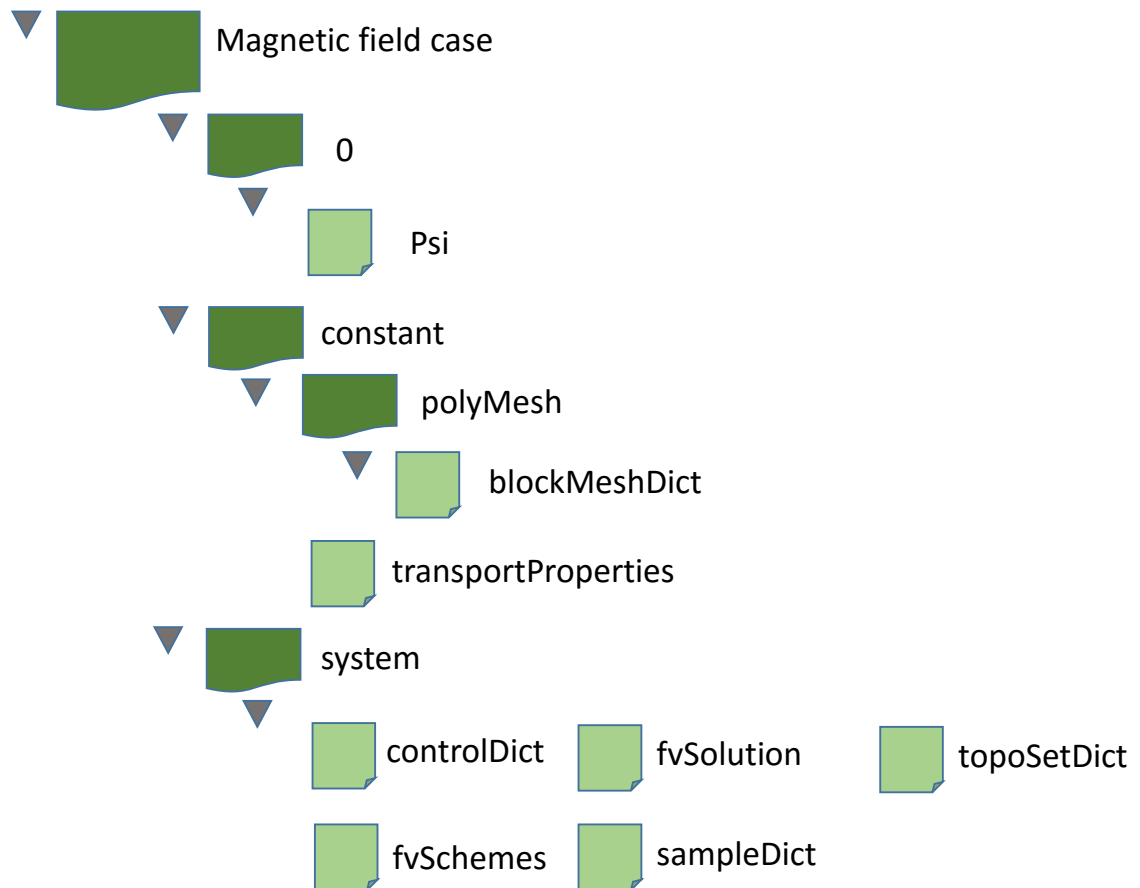 Magnetic field case
0
Psi
constant
polyMesh
blockMeshDict
transportProperties
system
controlDict
fvSolution
topoSetDict
fvSchemes
sampleDict